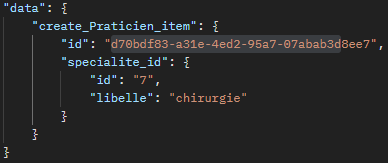 "data": {
"create_Praticien_item": {
"id": "d70bdf83-a31e-4ed2-95a7-07abab3d8ee7",
"specialite_id": {
"id": "7",
"libelle": "chirurgie"
}
}
}